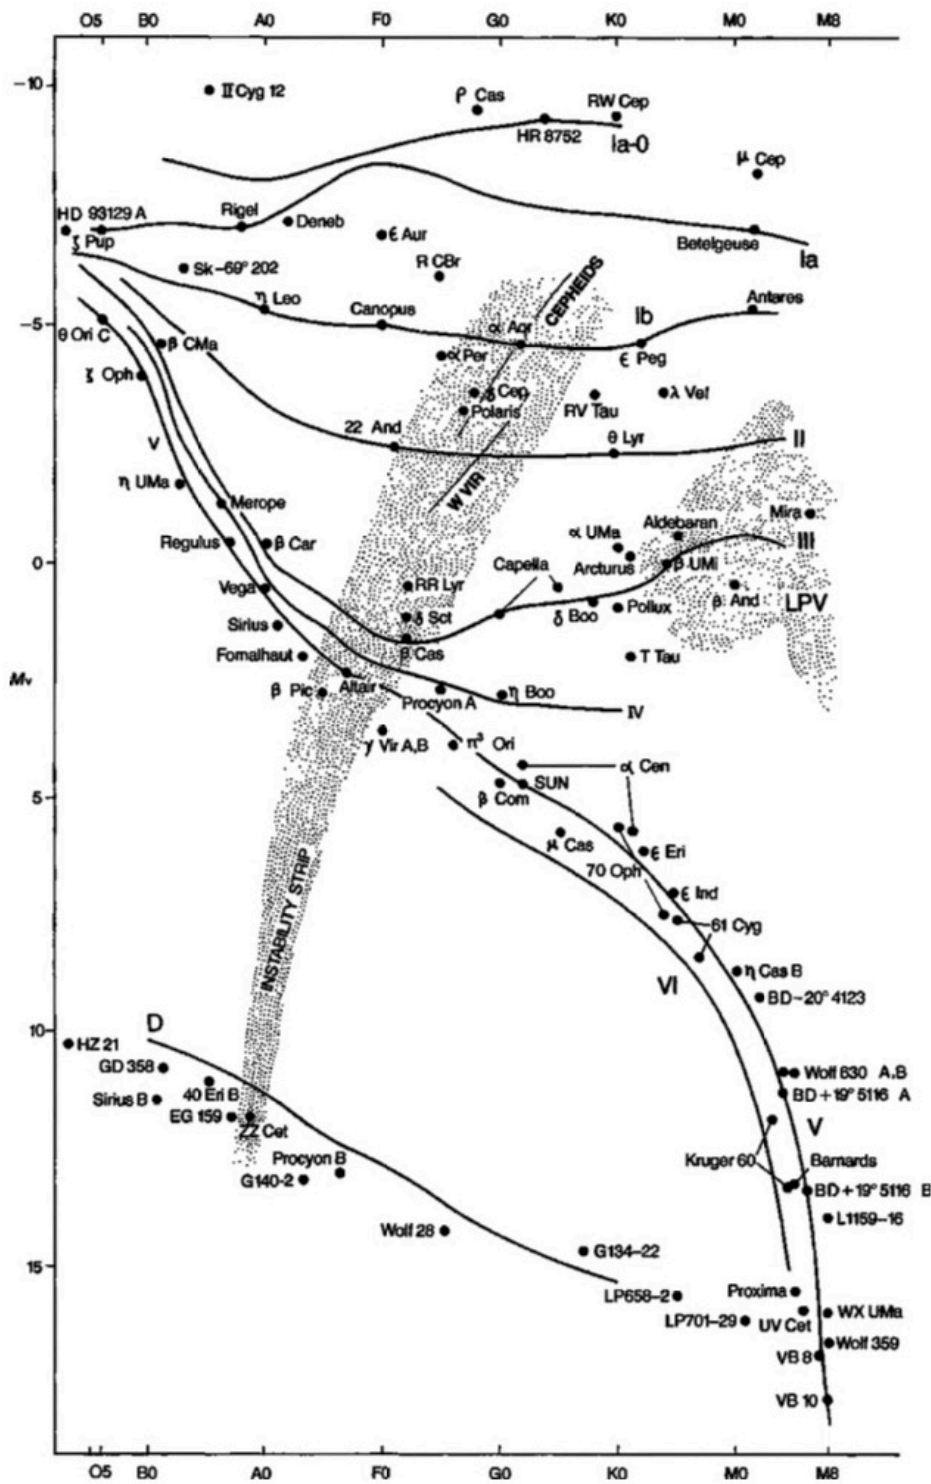 O5 B0 A0 F0 G0 K0 M0 M8
−10
II Cyg 12
ρ Cas
RW Cep
HR 8752
Ia-0
μ Cep
HD 93129 A
Rigel
Deneb
ζ Pup
ϵ Aur
Betelgeuse
Ia
R CBr
Sk−69° 202
CEPHEIDS
η Leo
Canopus
Ib
Antares
−5
θ Ori C
β CMa
α Aqr
α Per
ϵ Peg
ζ Oph
δ Cep
RV Tau
λ Vel
Polaris
22 And
θ Lyr
II
V
W VIR
η UMa
Merope
Mira
Aldebaran
α UMa
III
Regulus
β Car
Arcturus
β UMi
0
Capella
Vega
RR Lyr
β And
LPV
δ Sct
δ Boo
Pollux
Sirius
β Cas
Fomalhaut
T Tau
Mv
β Pic
Altair
Procyon A
η Boo
IV
γ Vir A,B
π³ Ori
α Cen
5
SUN
β Com
μ Cas
ϵ Eri
70 Oph
ϵ Ind
INSTABILITY STRIP
61 Cyg
VI
η Cas B
BD−20° 4123
D
10
HZ 21
GD 358
Wolf 630 A,B
Sirius B
40 Eri B
BD+19° 5116 A
EG 159
ZZ Cet
V
Procyon B
Kruger 60
Barnards
G140-2
BD+19° 5116 B
L1159−16
Wolf 28
G134−22
15
LP658−2
Proxima
LP701−29
UV Cet
WX UMa
Wolf 359
VB 8
VB 10
O5 B0 A0 F0 G0 K0 M0 M8